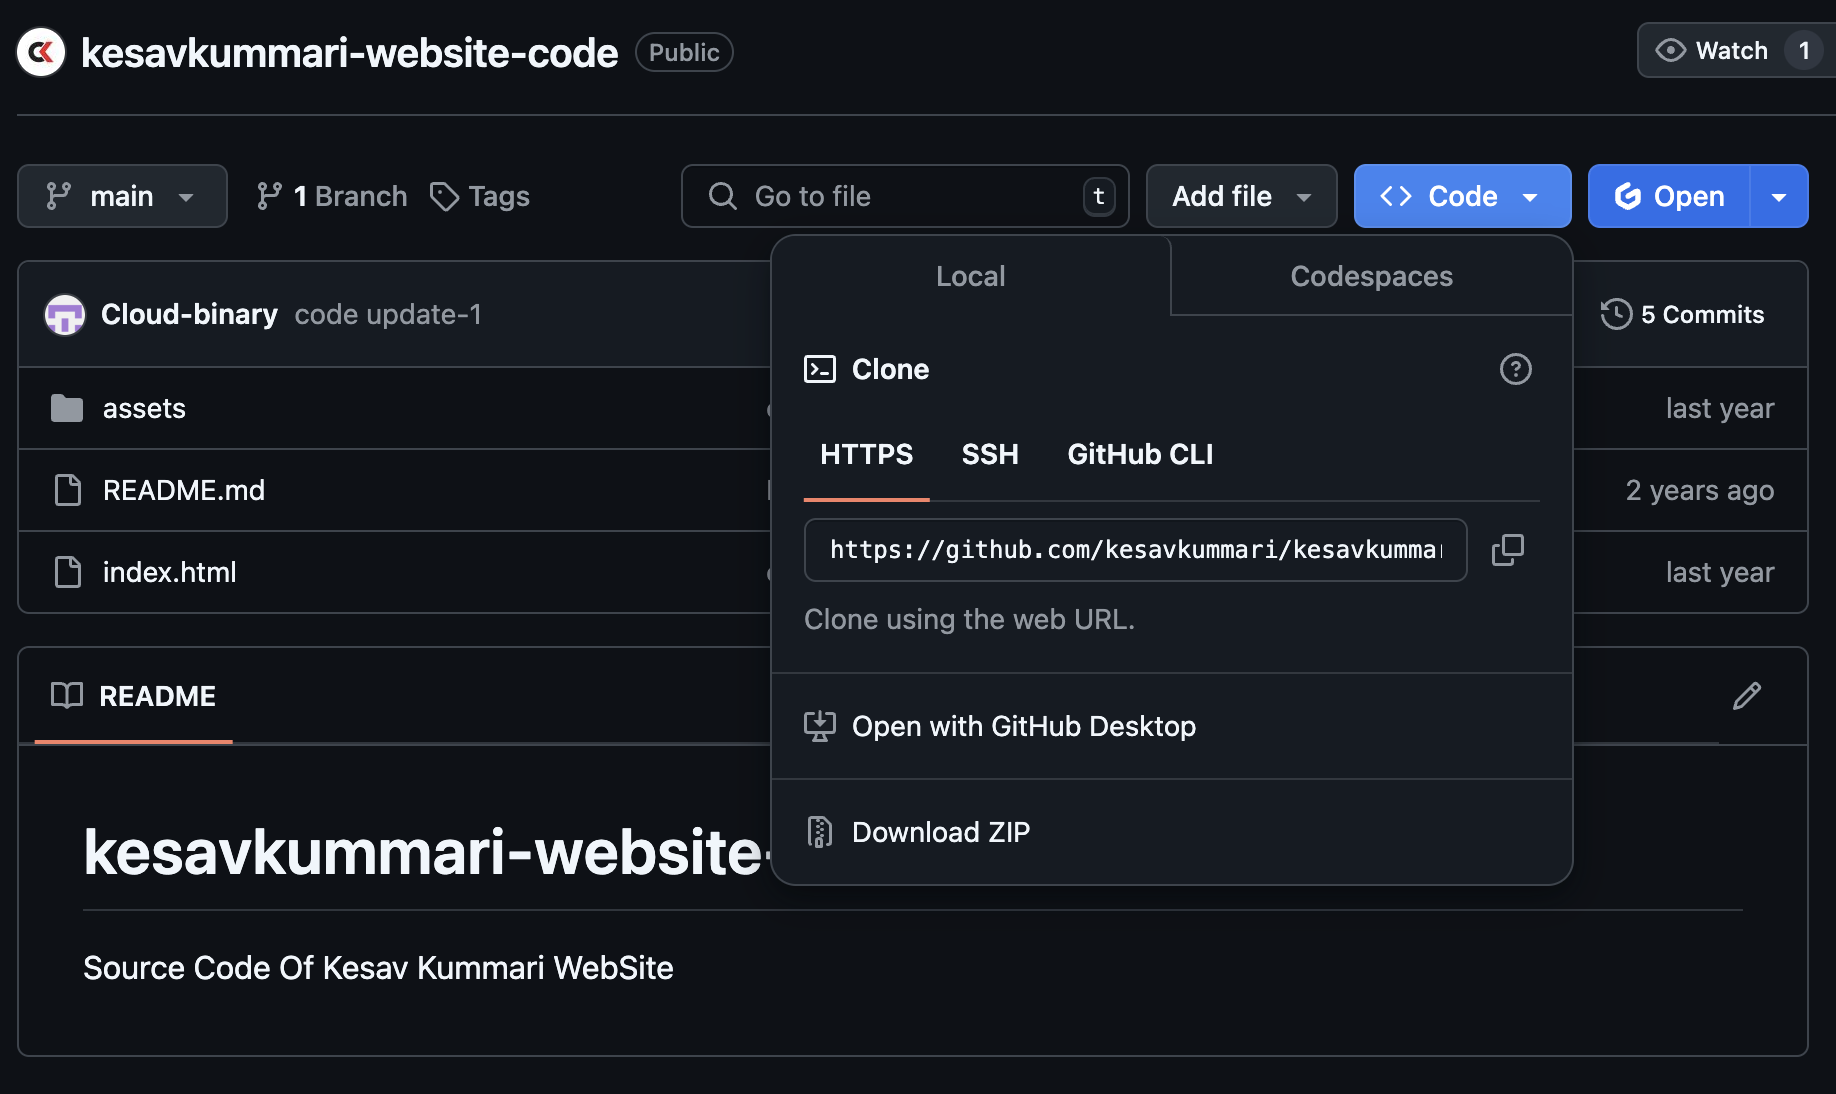 kesavkummari-website-code Public Watch 1
main 1 Branch Tags Go to file t Add file Code Open
Local Codespaces
Cloud-binary code update-1 5 Commits
Clone
assets last year
HTTPS SSH GitHub CLI
README.md 2 years ago
https://github.com/kesavkummari/kesavkumma
index.html last year
Clone using the web URL.
README
Open with GitHub Desktop
Download ZIP
kesavkummari-website-
Source Code Of Kesav Kummari WebSite